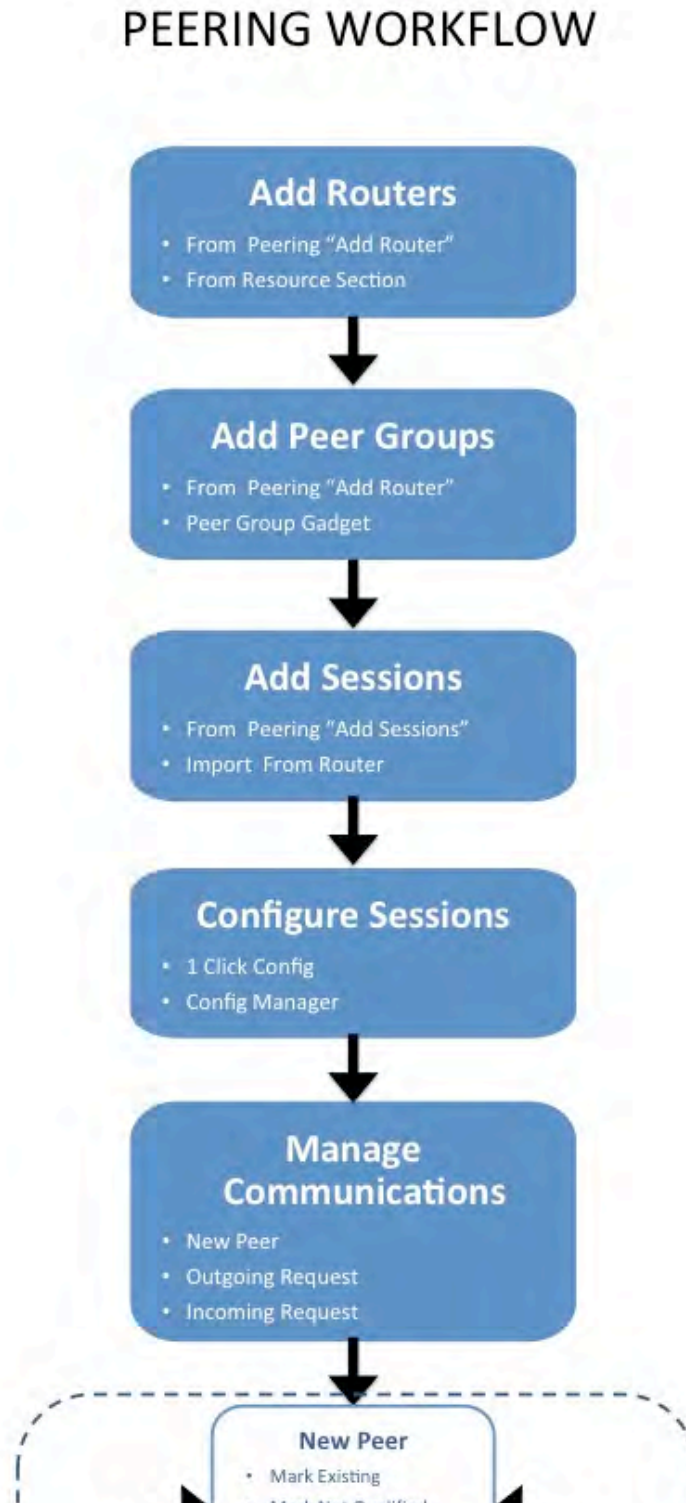 PEERING WORKFLOW
Add Routers
• From Peering “Add Router”
• From Resource Section
Add Peer Groups
• From Peering “Add Router”
• Peer Group Gadget
Add Sessions
• From Peering “Add Sessions”
• Import From Router
Configure Sessions
• 1 Click Config
• Config Manager
Manage
Communications
• New Peer
• Outgoing Request
• Incoming Request
New Peer
• Mark Existing